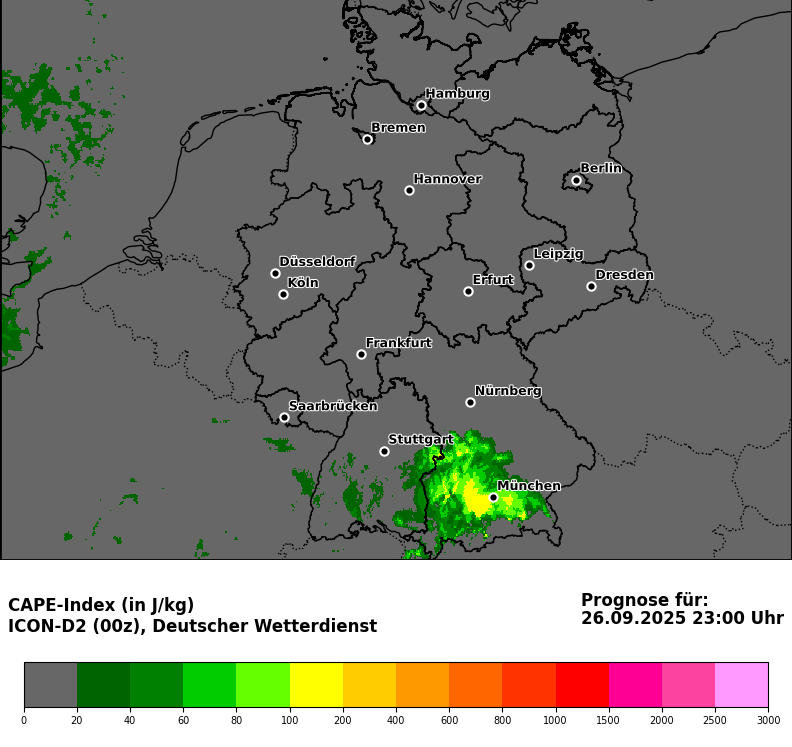 Hamburg
Bremen
Hannover
Berlin
Düsseldorf
Köln
Leipzig
Erfurt
Dresden
Frankfurt
Nürnberg
Saarbrücken
Stuttgart
München
CAPE-Index (in J/kg)
ICON-D2 (00z), Deutscher Wetterdienst
Prognose für:
26.09.2025 23:00 Uhr
0 20 40 60 80 100 200 400 600 800 1000 1500 2000 2500 3000